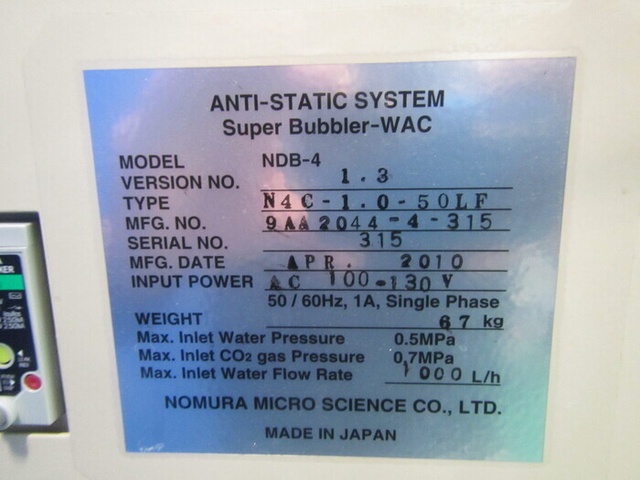 ANTI-STATIC SYSTEM
Super Bubbler-WAC
MODEL NDB-4
VERSION NO. 1.3
TYPE N4C-1.0-50LF
MFG. NO. 9AA2044-4-315
SERIAL NO. 315
MFG. DATE APR. 2010
INPUT POWER AC 100-130 V
50 / 60Hz, 1A, Single Phase
WEIGHT 67 kg
Max. Inlet Water Pressure 0.5MPa
Max. Inlet CO2 gas Pressure 0,7MPa
Max. Inlet Water Flow Rate 1000 L/h
NOMURA MICRO SCIENCE CO., LTD.
MADE IN JAPAN